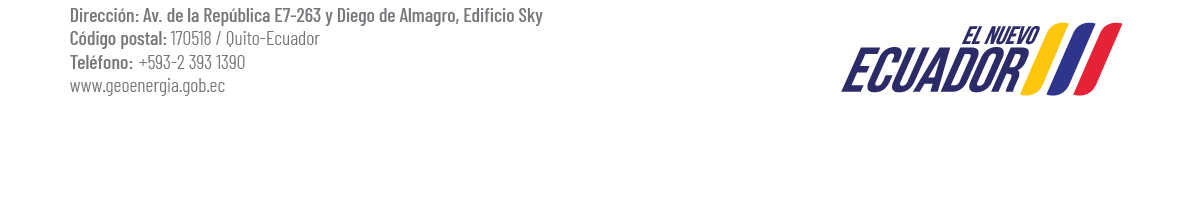 Dirección: Av. de la República E7-263 y Diego de Almagro, Edificio Sky
Código postal: 170518 / Quito-Ecuador
Teléfono: +593-2 393 1390
www.geoenergia.gob.ec
EL NUEVO
ECUADOR